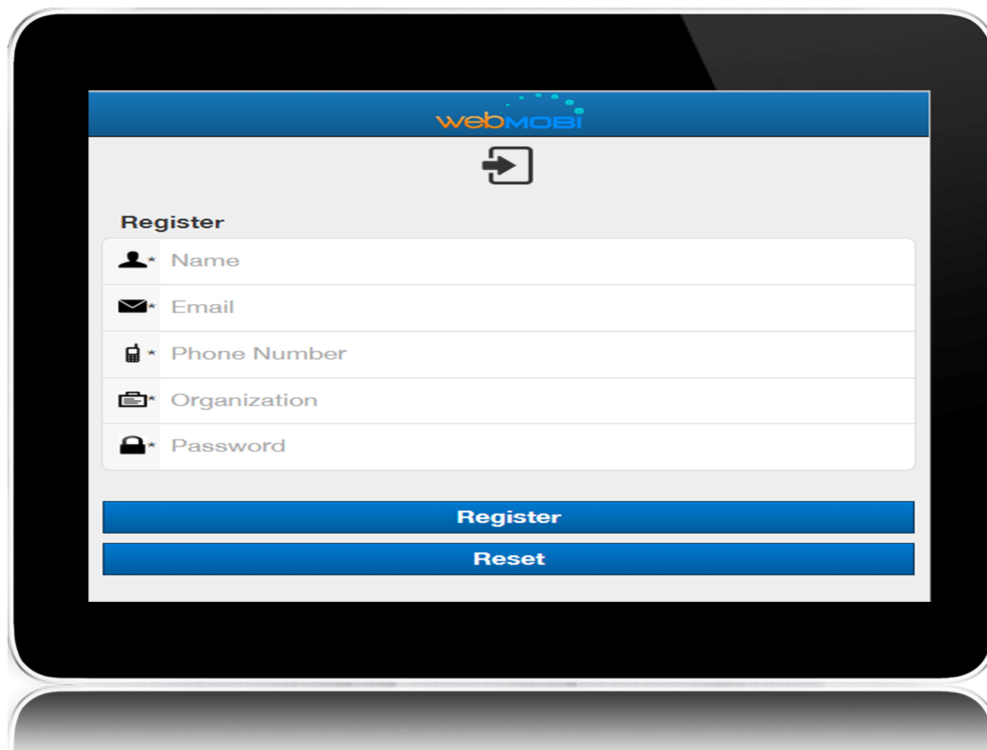 webMOBI
Register
* Name
* Email
* Phone Number
* Organization
* Password
Register
Reset